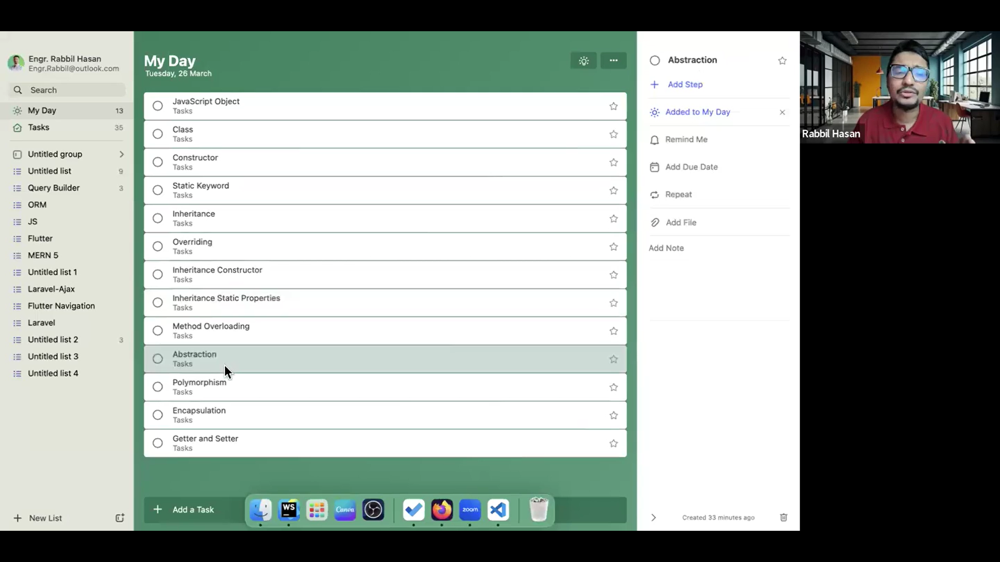 Engr. Rabbil Hasan
Engr.Rabbil@outlook.com
Search
My Day 13
Tasks 35
Untitled group
Untitled list 9
Query Builder 3
ORM
JS
Flutter
MERN 5
Untitled list 1
Laravel-Ajax
Flutter Navigation
Laravel
Untitled list 2 3
Untitled list 3
Untitled list 4
New List
My Day
Tuesday, 26 March
JavaScript Object
Tasks
Class
Tasks
Constructor
Tasks
Static Keyword
Tasks
Inheritance
Tasks
Overriding
Tasks
Inheritance Constructor
Tasks
Inheritance Static Properties
Tasks
Method Overloading
Tasks
Abstraction
Tasks
Polymorphism
Tasks
Encapsulation
Tasks
Getter and Setter
Tasks
Add a Task
WS
Canva
zoom
Abstraction
Add Step
Added to My Day
Remind Me
Add Due Date
Repeat
Add File
Add Note
Created 33 minutes ago
Rabbil Hasan